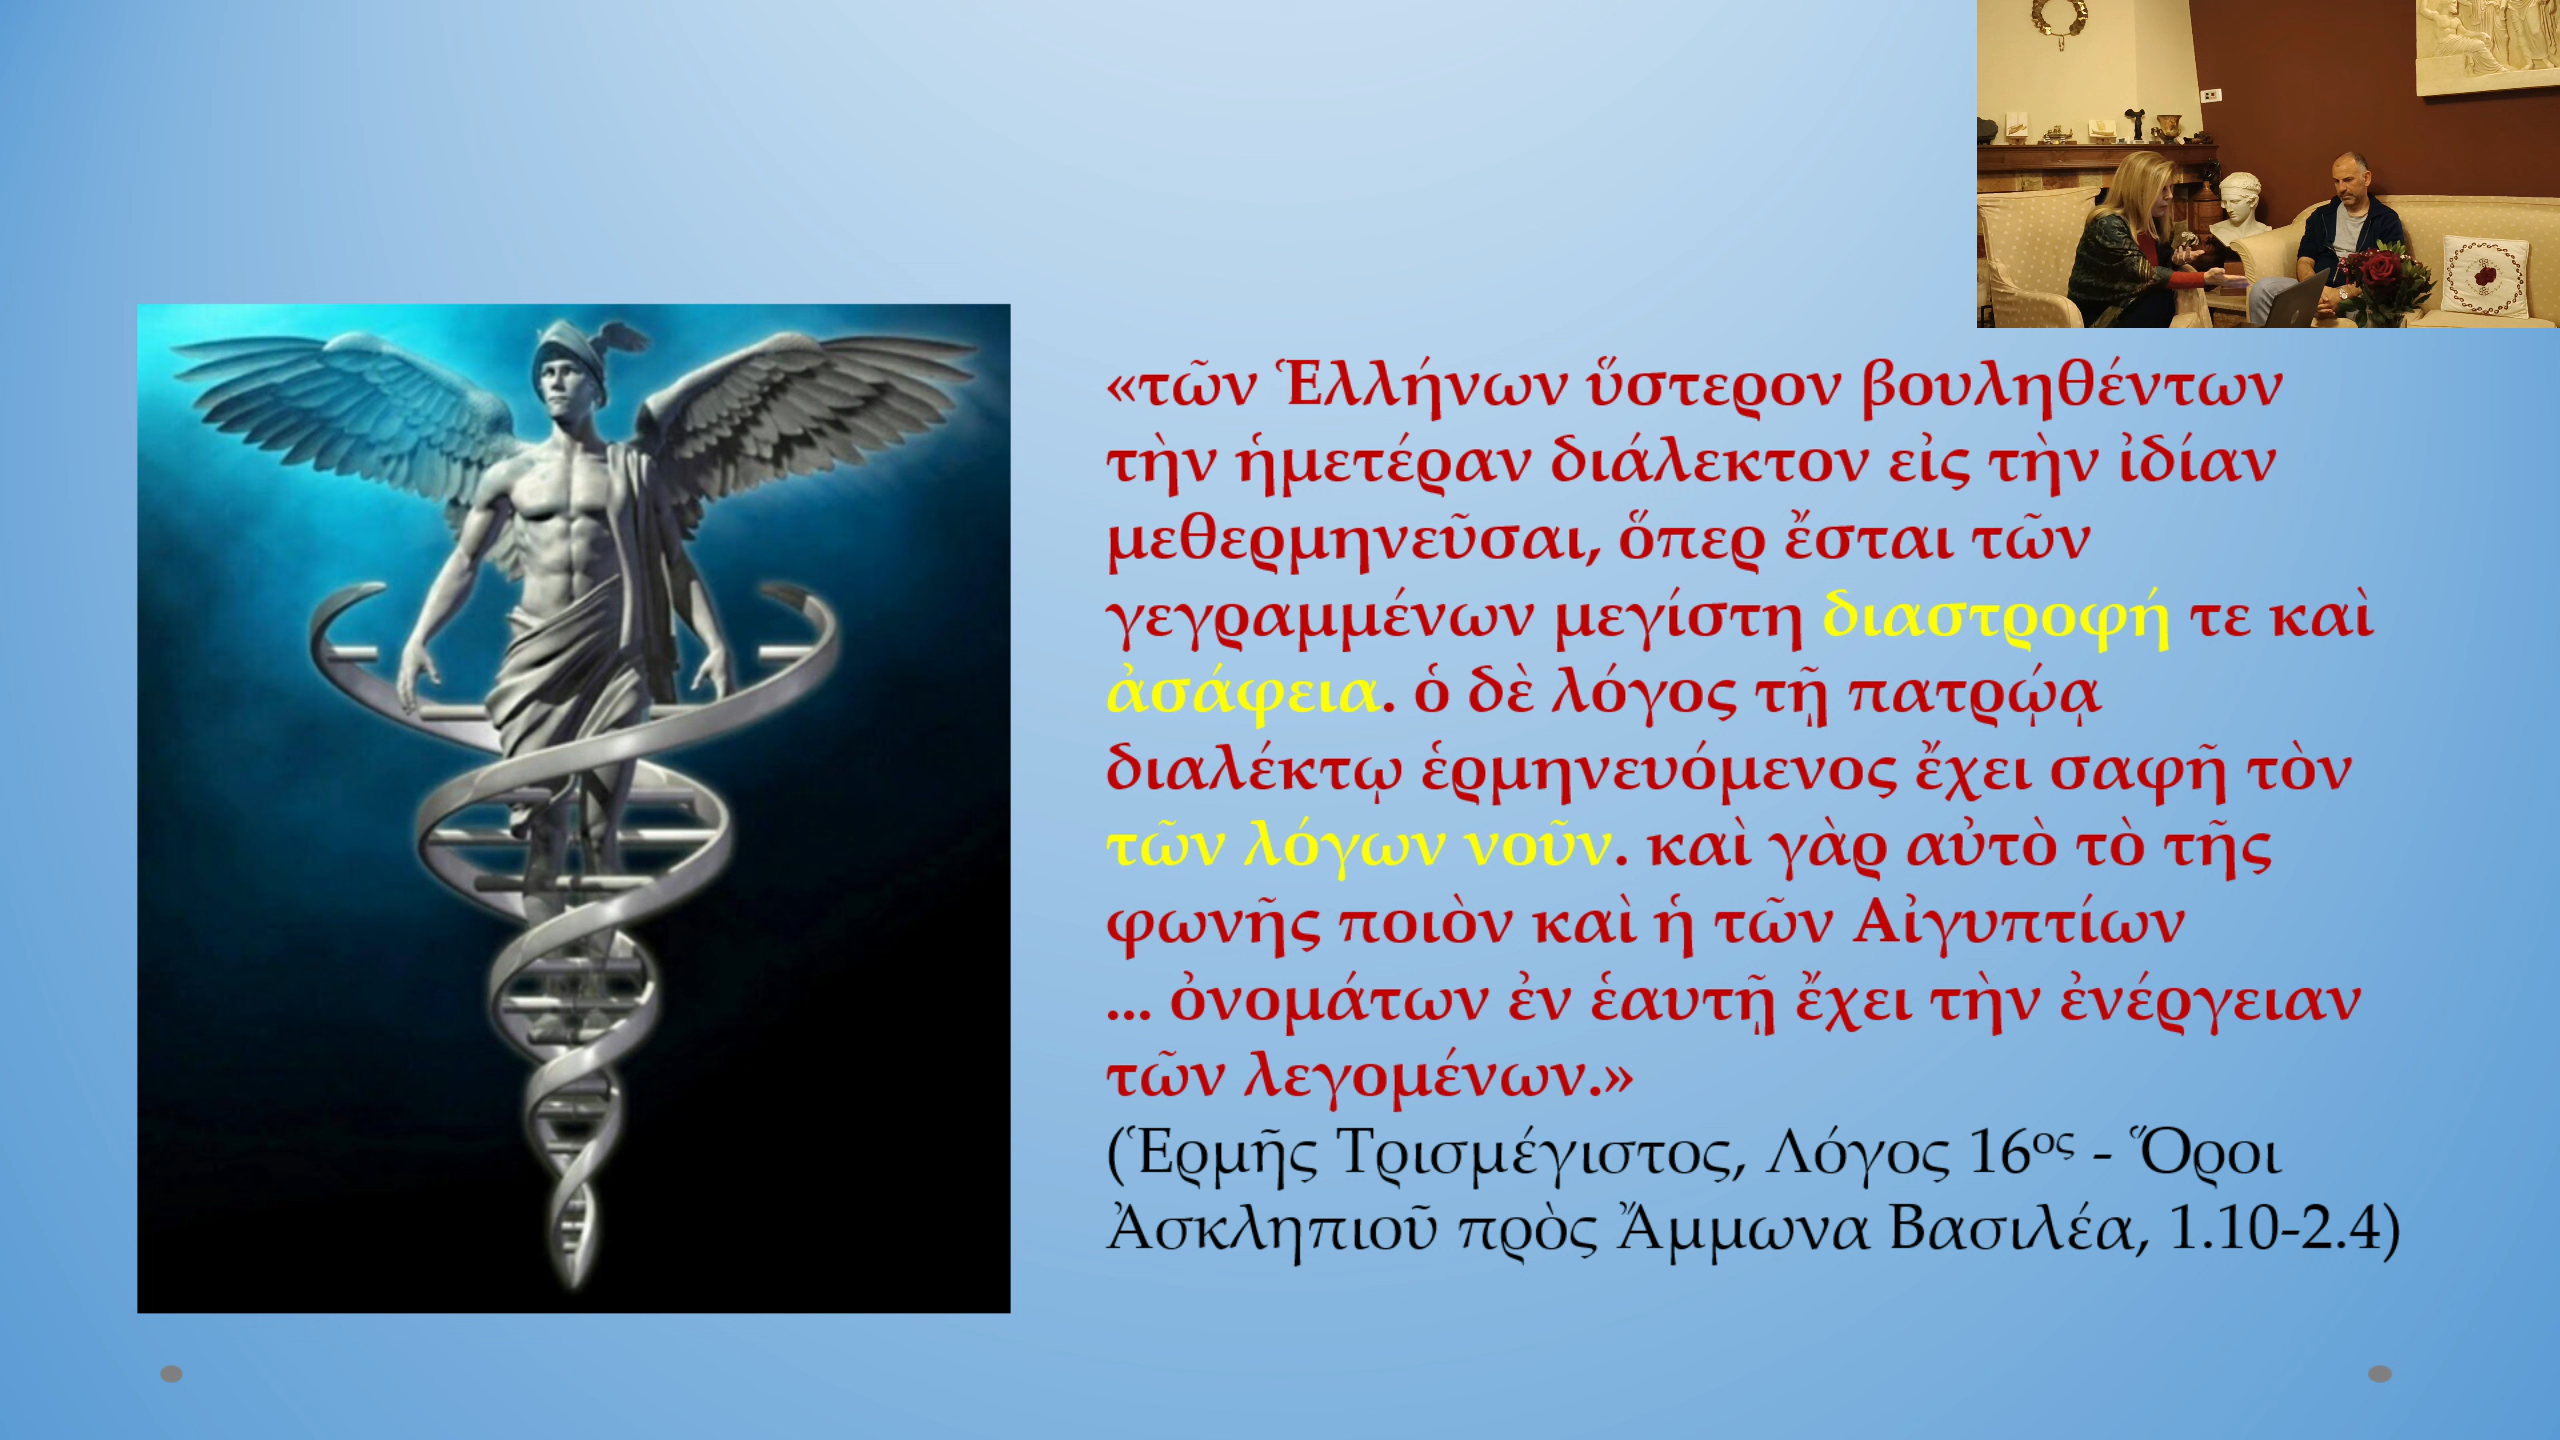 «τῶν Ἑλλήνων ὕστερον βουληθέντων
τὴν ἡμετέραν διάλεκτον εἰς τὴν ἰδίαν
μεθερμηνεῦσαι, ὅπερ ἔσται τῶν
γεγραμμένων μεγίστη διαστροφή τε καὶ
ἀσάφεια. ὁ δὲ λόγος τῇ πατρῴᾳ
διαλέκτῳ ἑρμηνευόμενος ἔχει σαφῆ τὸν
τῶν λόγων νοῦν. καὶ γὰρ αὐτὸ τὸ τῆς
φωνῆς ποιὸν καὶ ἡ τῶν Αἰγυπτίων
... ὀνομάτων ἐν ἑαυτῇ ἔχει τὴν ἐνέργειαν
τῶν λεγομένων.»
(Ἑρμῆς Τρισμέγιστος, Λόγος 16ος - Ὅροι
Ἀσκληπιοῦ πρὸς Ἄμμωνα Βασιλέα, 1.10-2.4)